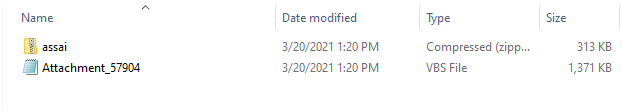 Name Date modified Type Size
assai 3/20/2021 1:20 PM Compressed (zipp... 313 KB
Attachment_57904 3/20/2021 1:20 PM VBS File 1,371 KB